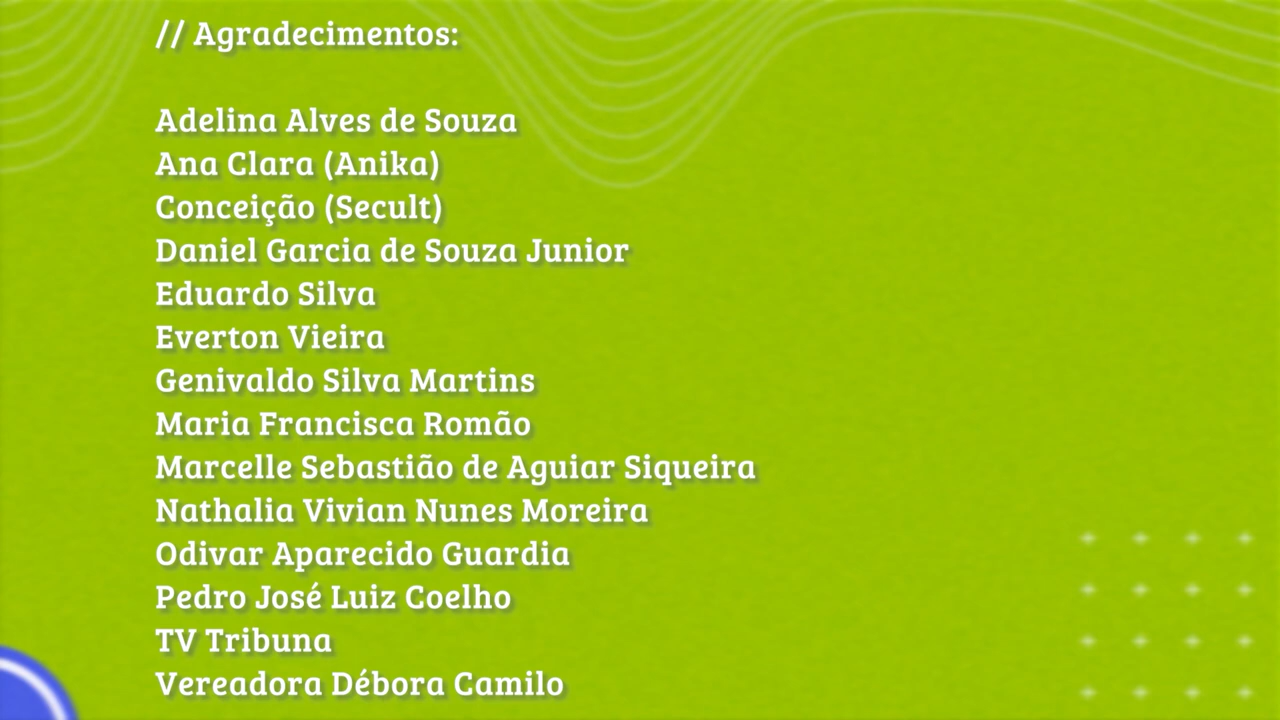 // Agradecimentos:
Adelina Alves de Souza
Ana Clara (Anika)
Conceição (Secult)
Daniel Garcia de Souza Junior
Eduardo Silva
Everton Vieira
Genivaldo Silva Martins
Maria Francisca Romão
Marcelle Sebastião de Aguiar Siqueira
Nathalia Vivian Nunes Moreira
Odivar Aparecido Guardia
Pedro José Luiz Coelho
TV Tribuna
Vereadora Débora Camilo